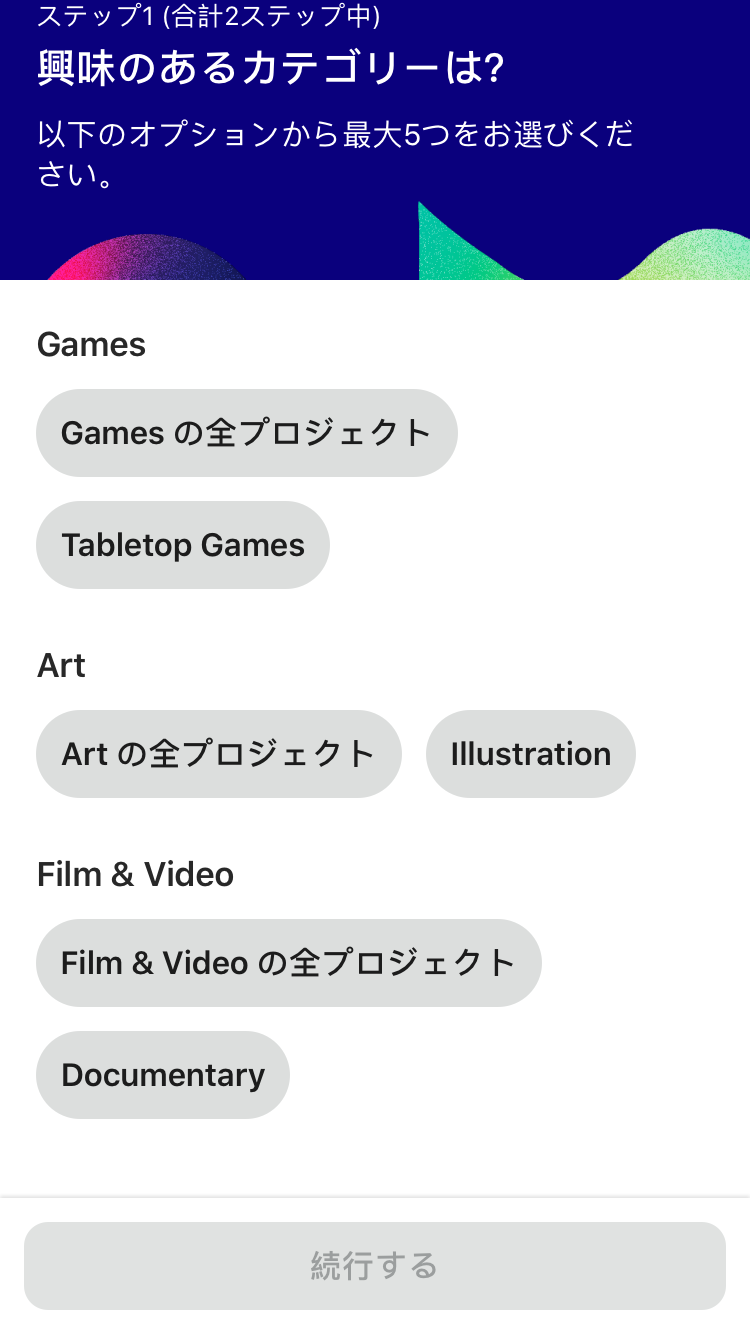 ステップ1 (合計2ステップ中)
興味のあるカテゴリーは?
以下のオプションから最大5つをお選びくだ
さい。
Games
Games の全プロジェクト
Tabletop Games
Art
Art の全プロジェクト
Illustration
Film & Video
Film & Video の全プロジェクト
Documentary
続行する